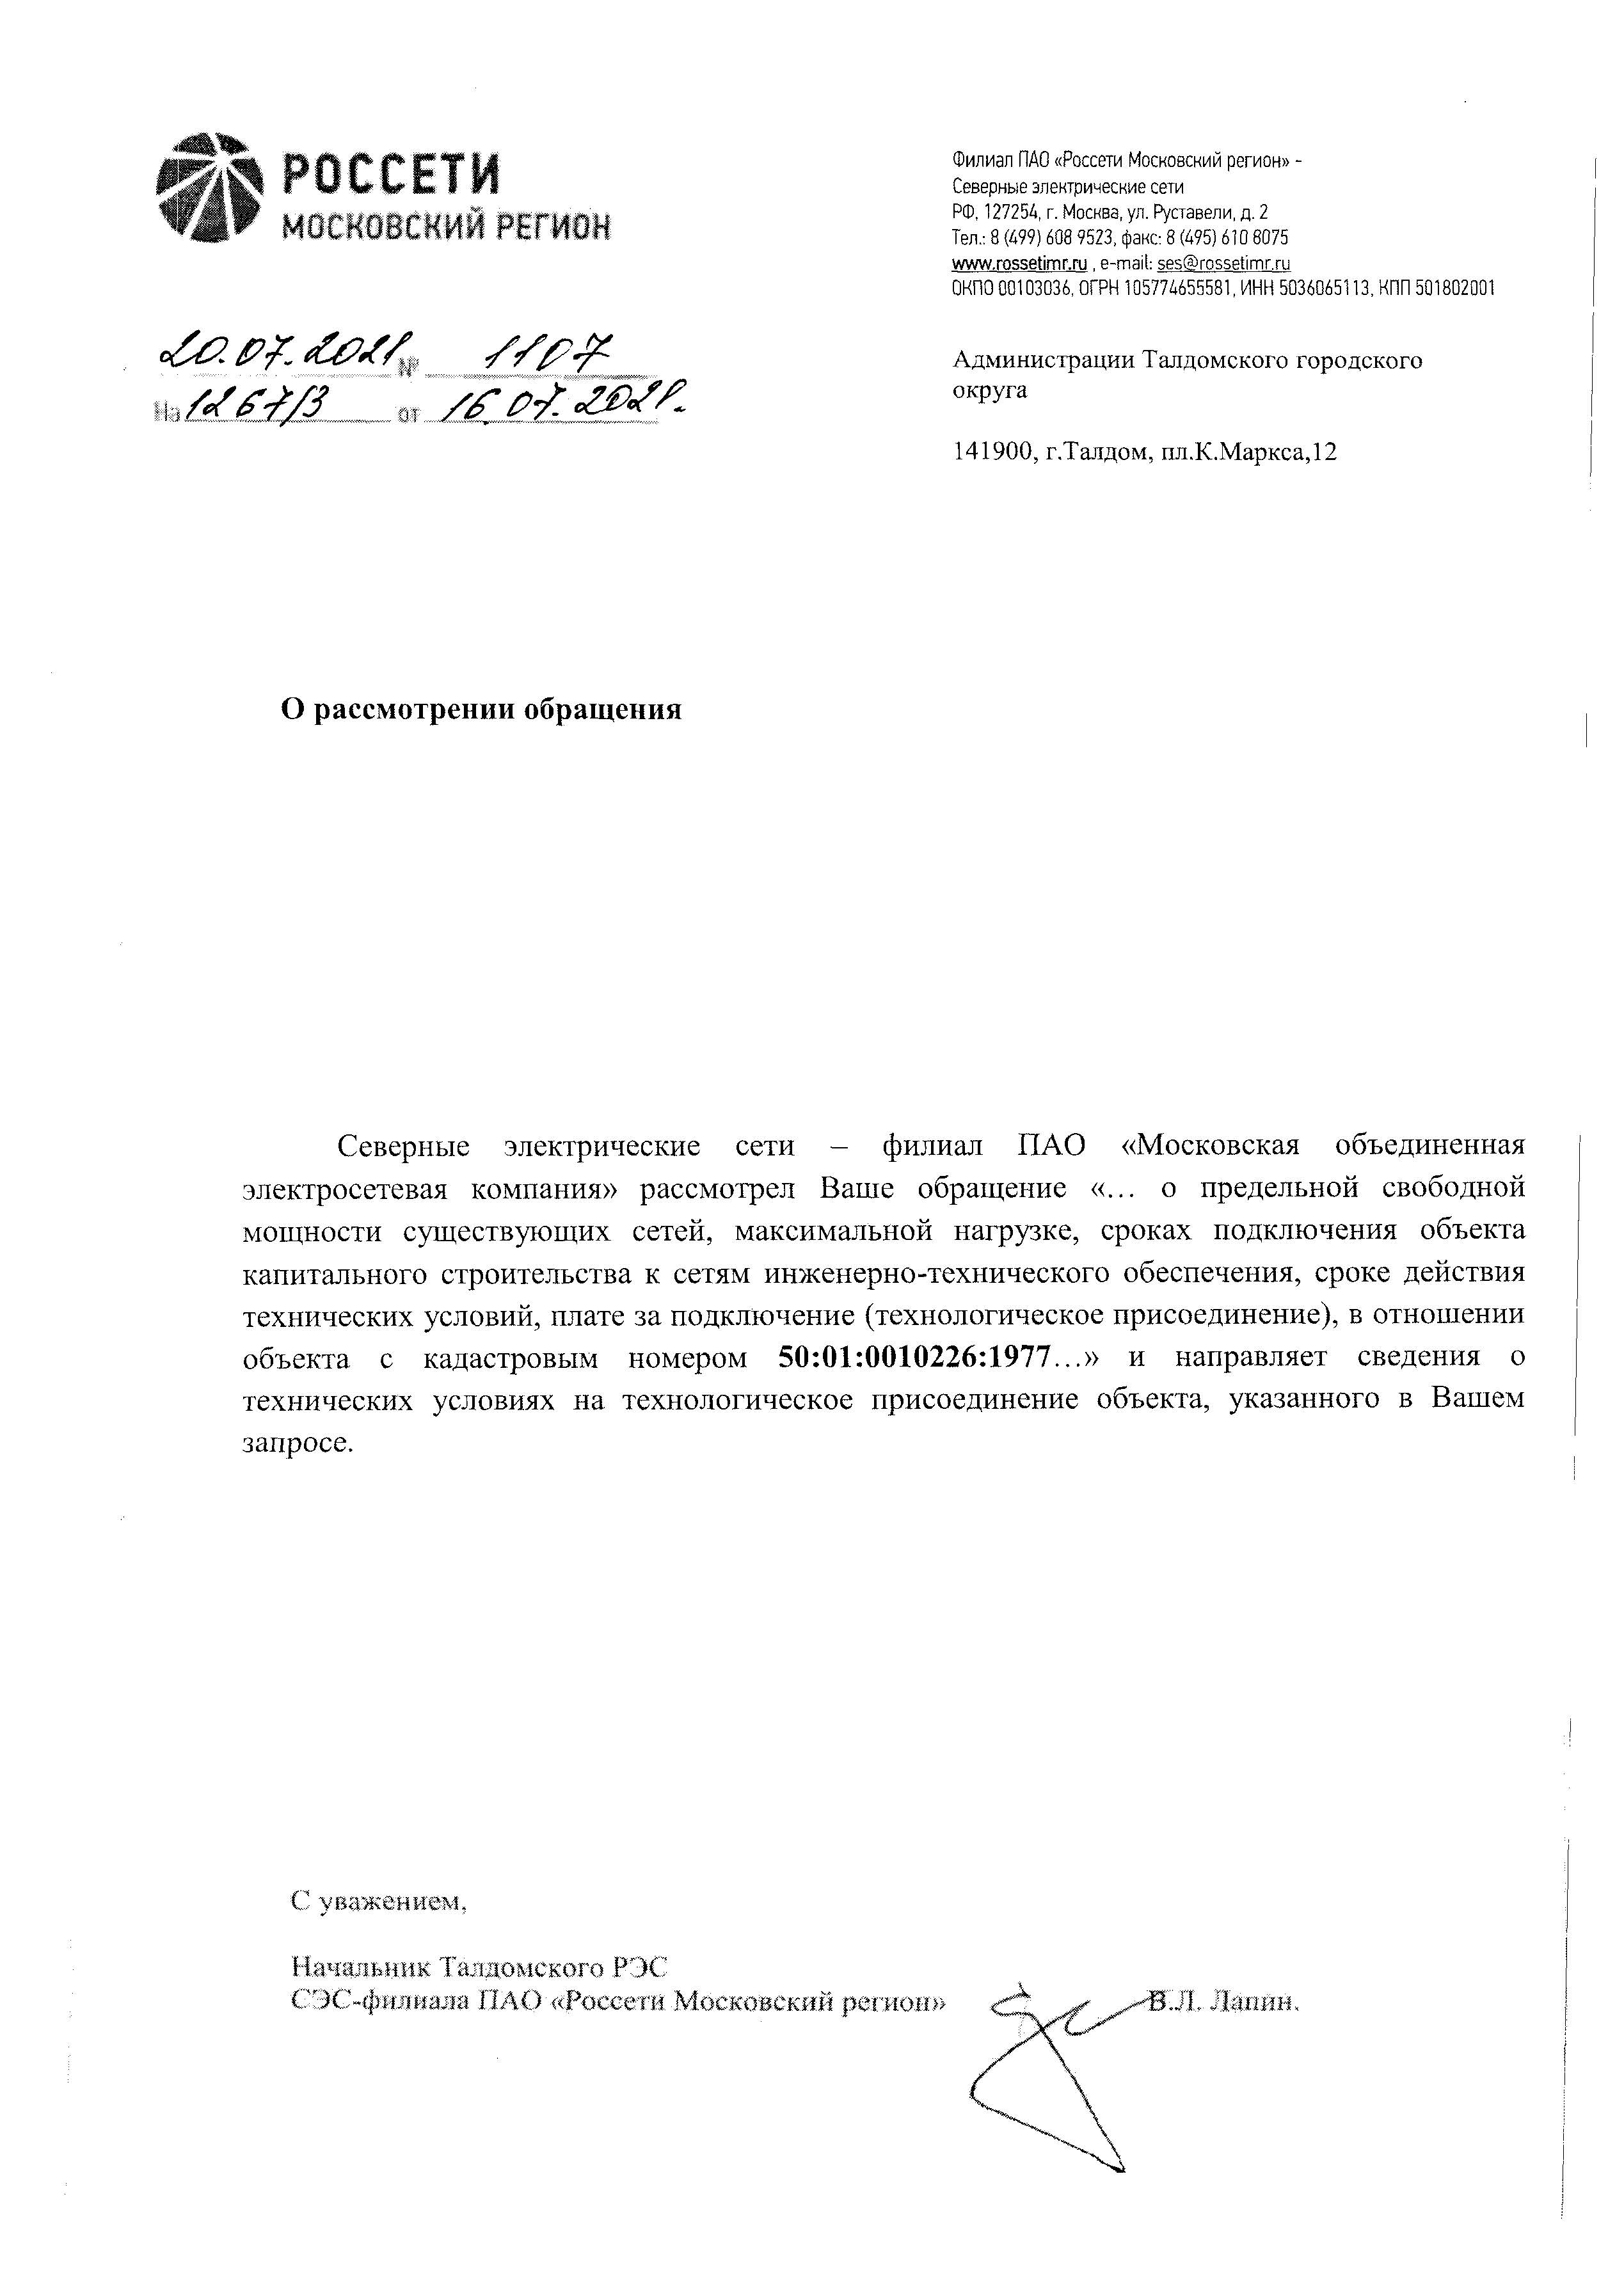 РОССЕТИ
МОСКОВСКИЙ РЕГИОН
Филиал ПАО «Россети Московский регион» -
Северные электрические сети
РФ, 127254, г. Москва, ул. Руставели, д. 2
Тел.: 8 (499) 608 9523, факс: 8 (495) 610 8075
www.rossetimr.ru , e-mail: ses@rossetimr.ru
ОКПО 00103036, ОГРН 105774655581, ИНН 5036065113, КПП 501802001
20.07.2021 № 1107
На 1267/3 от 16.07.2021.
Администрации Талдомского городского
округа
141900, г.Талдом, пл.К.Маркса,12
О рассмотрении обращения
Северные электрические сети – филиал ПАО «Московская объединенная
электросетевая компания» рассмотрел Ваше обращение «... о предельной свободной
мощности существующих сетей, максимальной нагрузке, сроках подключения объекта
капитального строительства к сетям инженерно-технического обеспечения, сроке действия
технических условий, плате за подключение (технологическое присоединение), в отношении
объекта с кадастровым номером 50:01:0010226:1977...» и направляет сведения о
технических условиях на технологическое присоединение объекта, указанного в Вашем
запросе.
С уважением,
Начальник Талдомского РЭС
СЭС-филиала ПАО «Россети Московский регион» В.Л. Лапин.